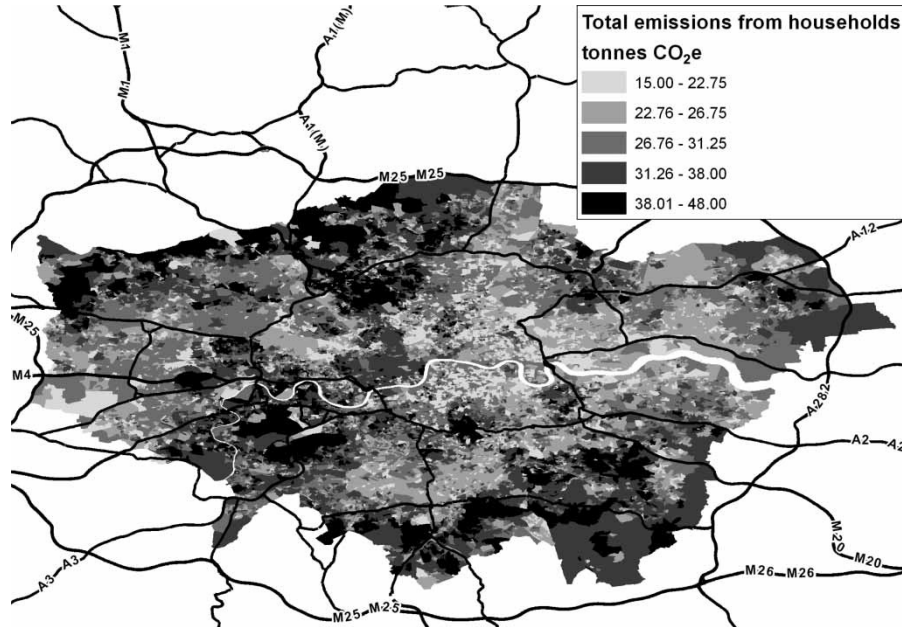 Total emissions from households
tonnes CO₂e
15.00 - 22.75
22.76 - 26.75
26.76 - 31.25
31.26 - 38.00
38.01 - 48.00
M1
M1
A1(M)
A1(M)
M25 M25
A12
M25
M4
A282
A2
A2
A3
A3
M20
M20
M26 M26
M25 M25